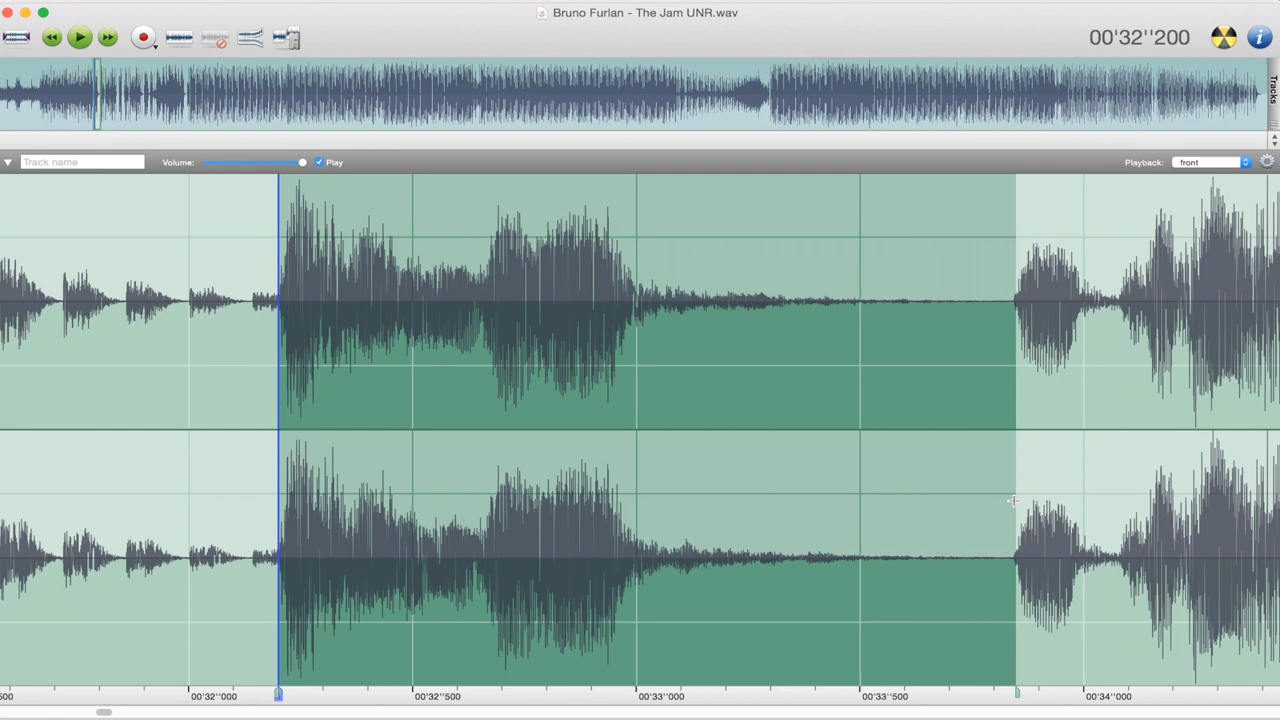 Bruno Furlan - The Jam UNR.wav
00'32''200
Tracks
Track name
Volume:
Play
Playback:
front
500
00'32''000
00'32''500
00'33''000
00'33''500
00'34''000